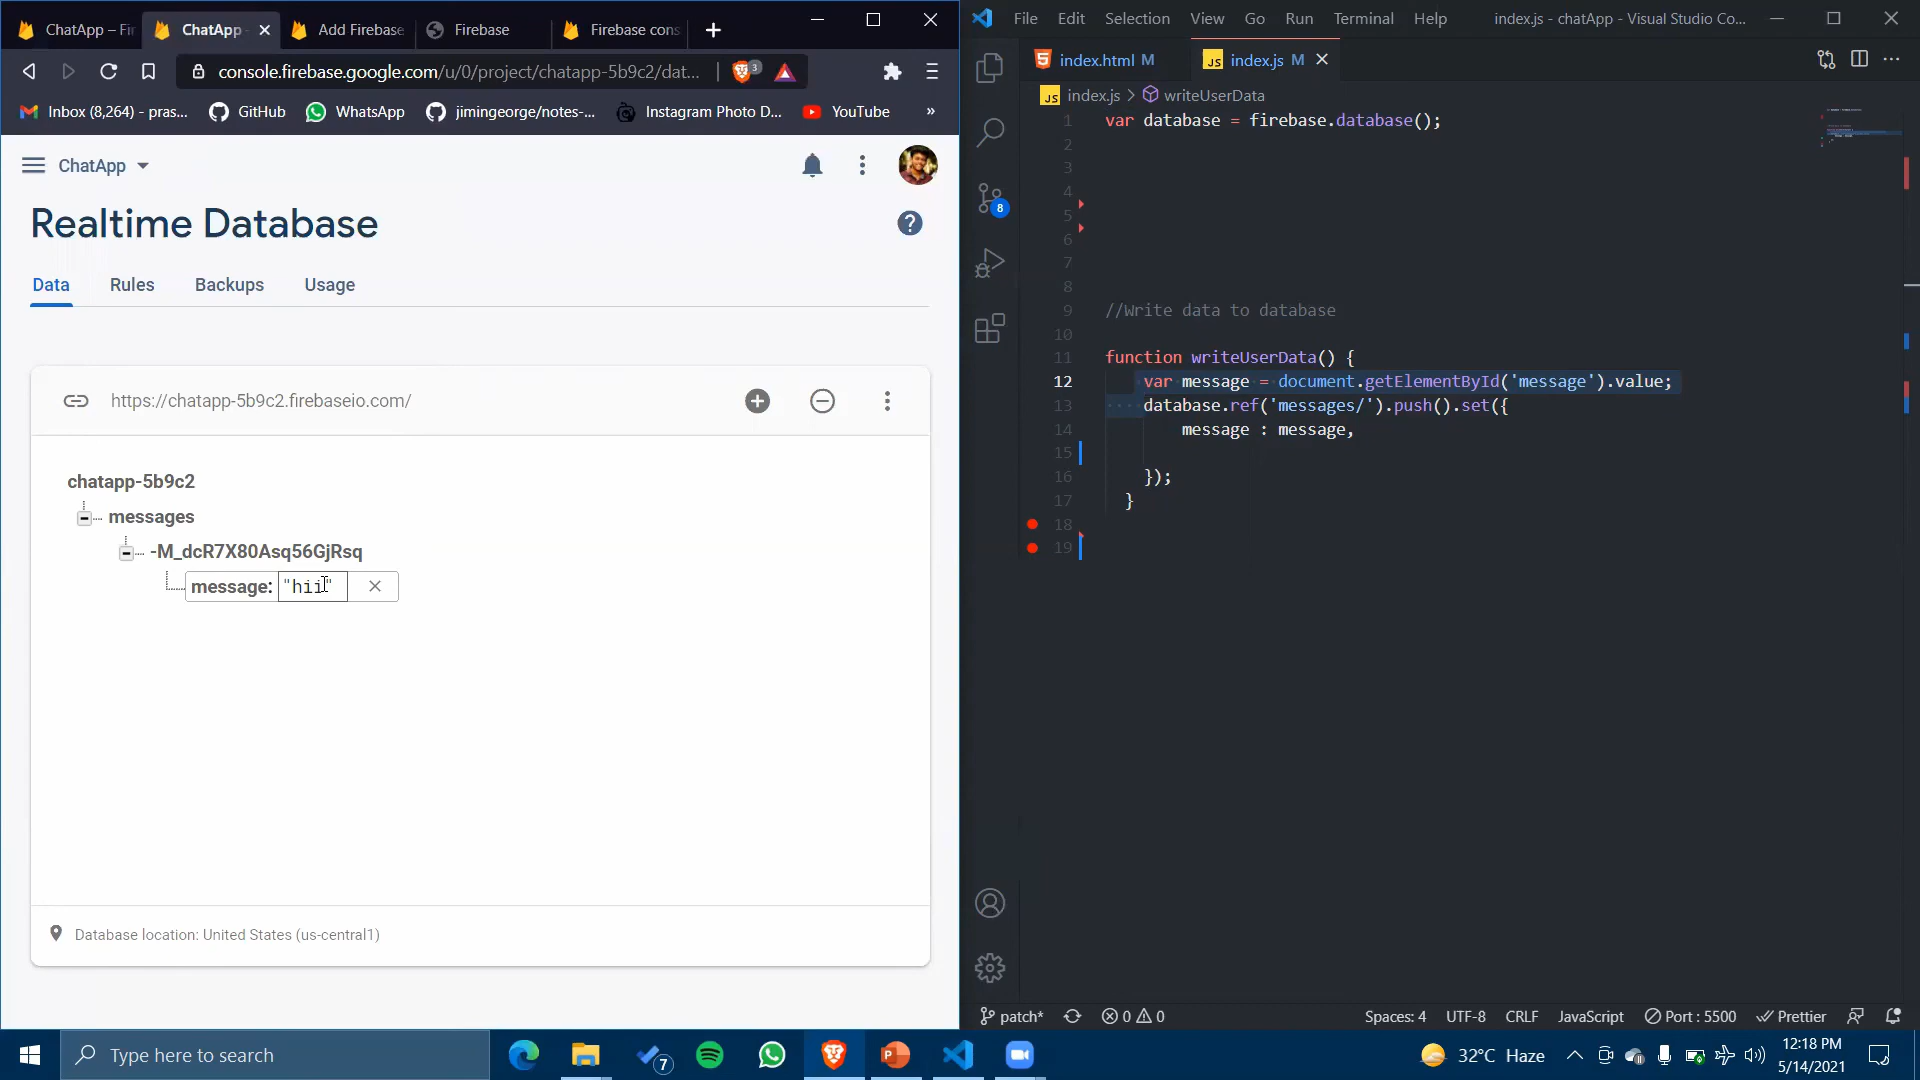 ChatApp – Fir
ChatApp
Add Firebase
Firebase
Firebase cons
console.firebase.google.com/u/0/project/chatapp-5b9c2/dat...
3
Inbox (8,264) - pras...
GitHub
WhatsApp
jimingeorge/notes-...
Instagram Photo D...
YouTube
»
ChatApp
Realtime Database
Data
Rules
Backups
Usage
https://chatapp-5b9c2.firebaseio.com/
chatapp-5b9c2
messages
-M_dcR7X80Asq56GjRsq
message: "hii"
Database location: United States (us-central1)
File Edit Selection View Go Run Terminal Help
index.js - chatApp - Visual Studio Co...
index.html M
JS index.js M
JS index.js > writeUserData
8
1 var database = firebase.database();
2
3
4
5
6
7
8
9 //Write data to database
10
11 function writeUserData() {
12 var message = document.getElementById('message').value;
13 database.ref('messages/').push().set({
14 message : message,
15
16 });
17 }
18
19
patch*
0 0
Spaces: 4
UTF-8
CRLF
JavaScript
Port : 5500
Prettier
Type here to search
7
32°C Haze
12:18 PM
5/14/2021